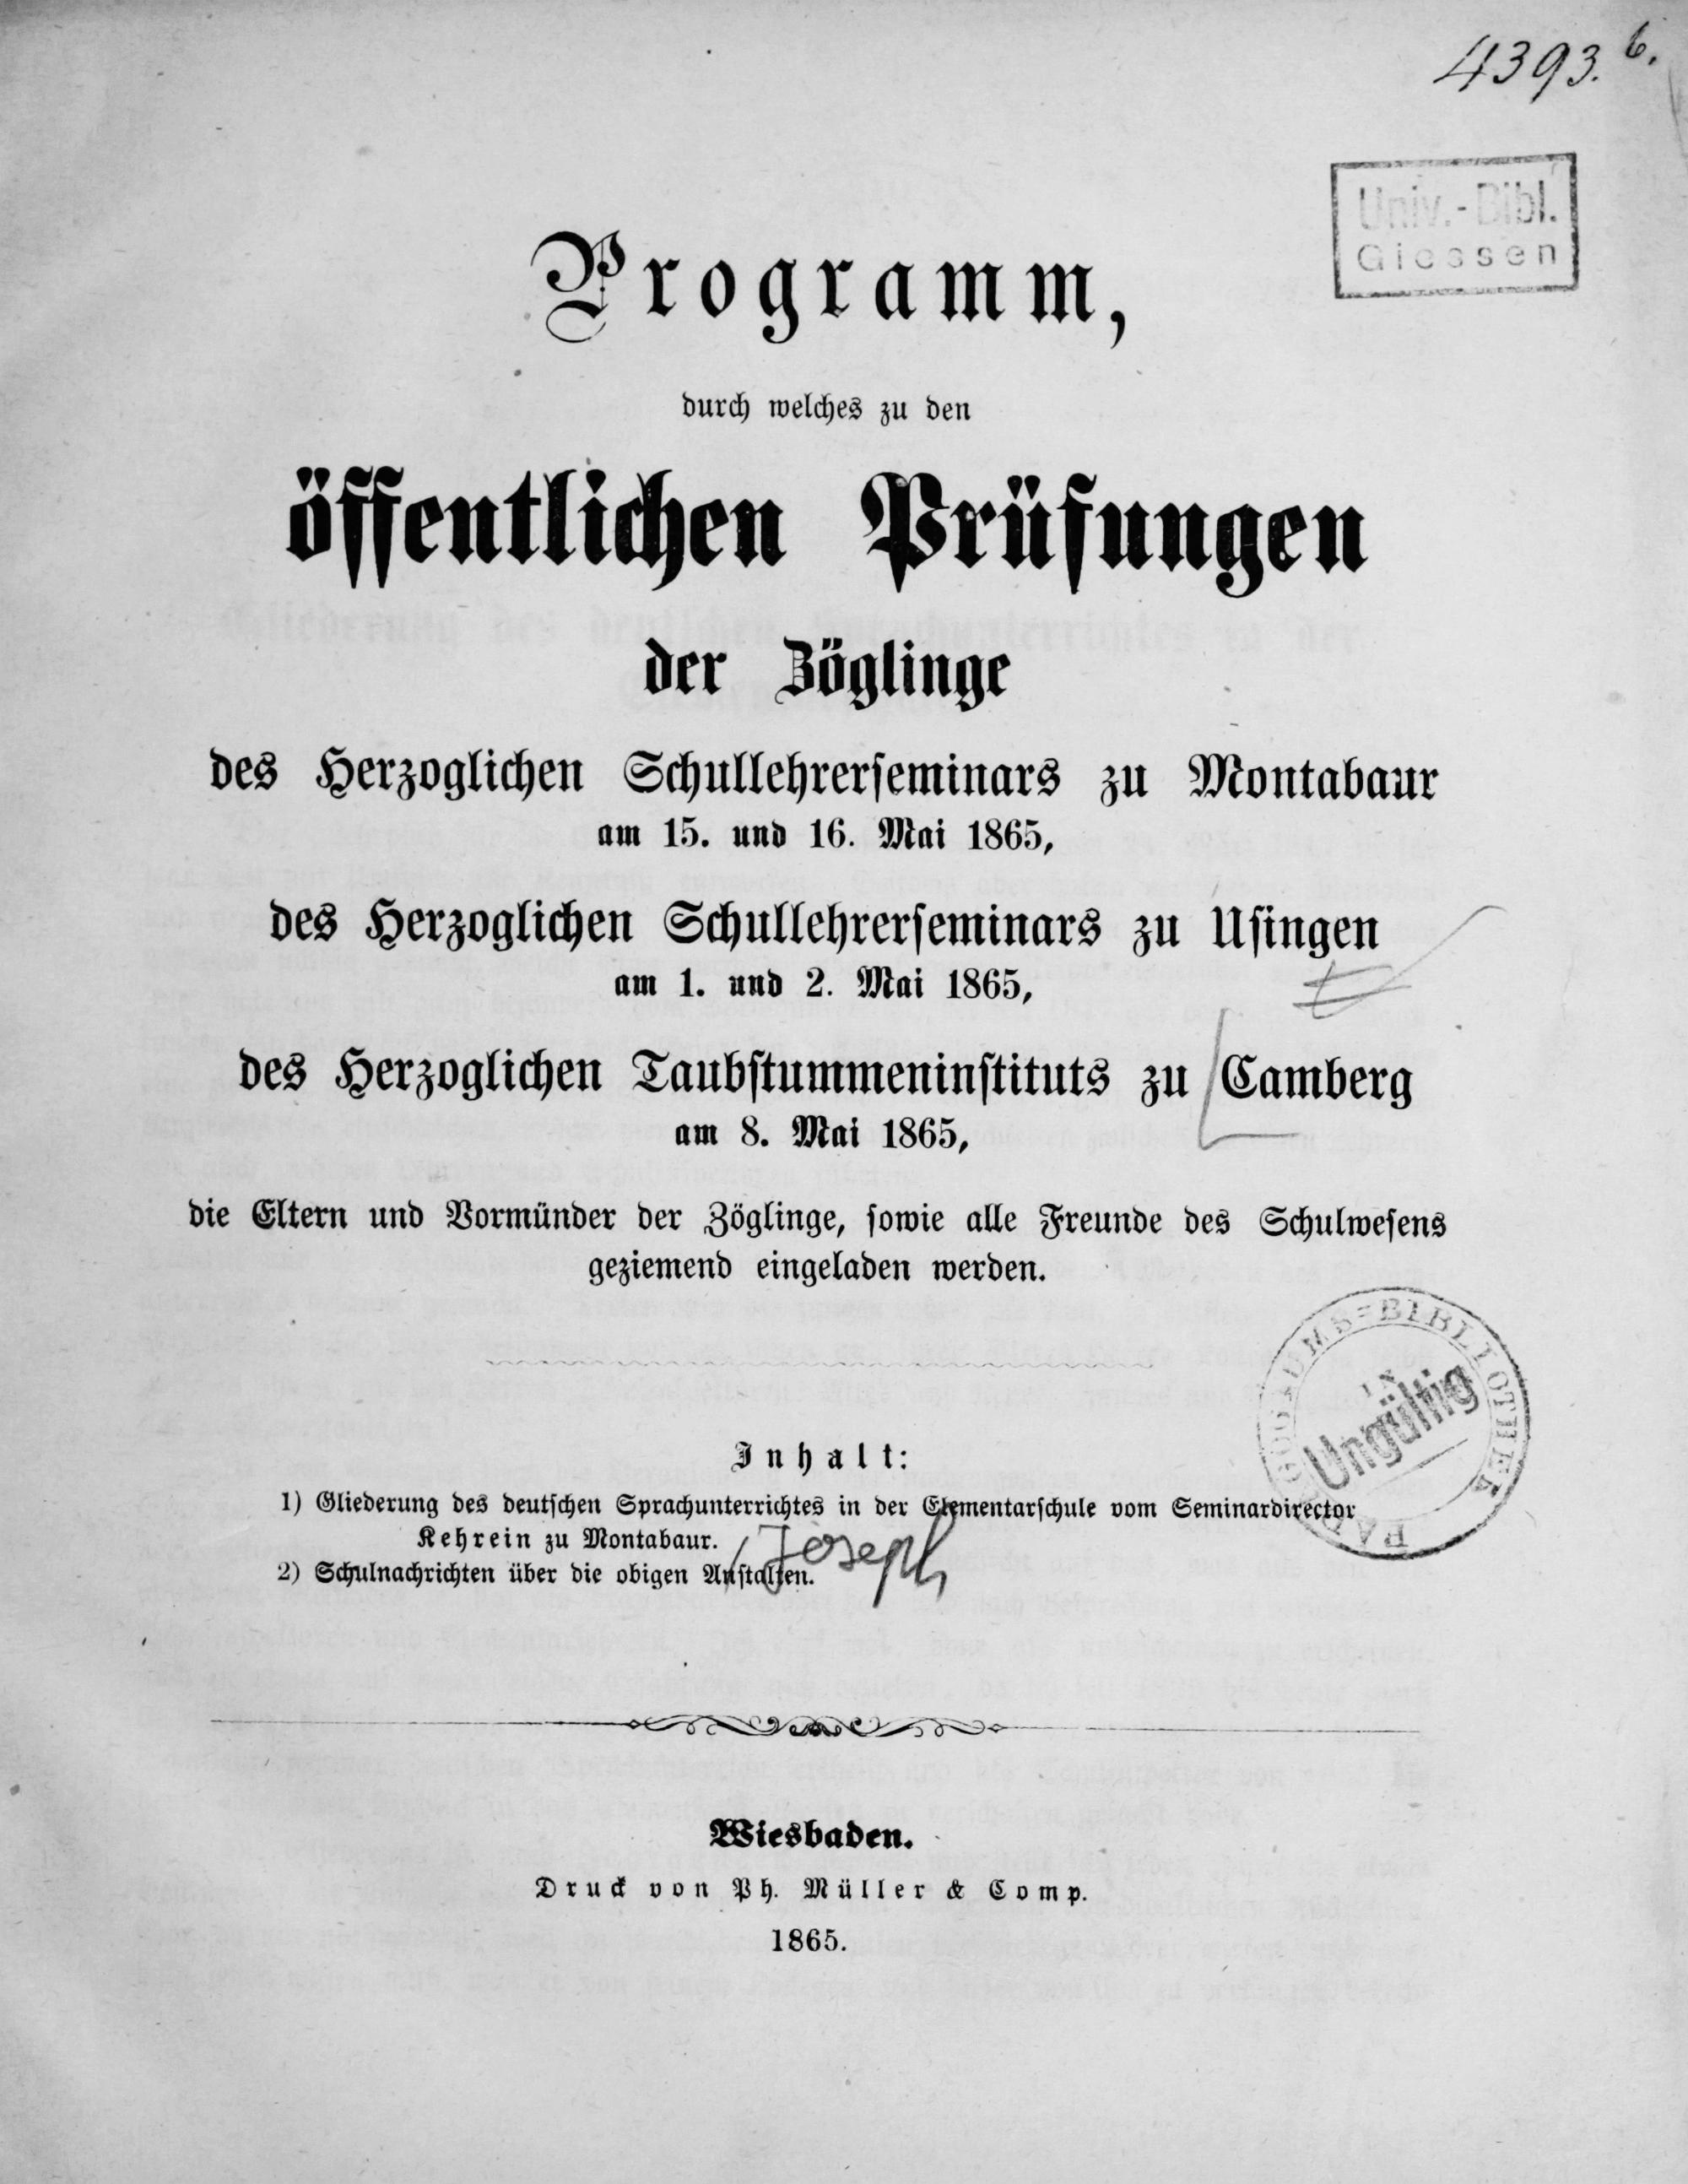 4393. 6.
Univ.-Bibl.
Giessen
Programm,
durch welches zu den
öffentlichen Prüfungen
der Zöglinge
des Herzoglichen Schullehrerseminars zu Montabaur
am 15. und 16. Mai 1865,
des Herzoglichen Schullehrerseminars zu Usingen
am 1. und 2. Mai 1865,
des Herzoglichen Taubstummeninstituts zu Camberg
am 8. Mai 1865,
die Eltern und Vormünder der Zöglinge, sowie alle Freunde des Schulwesens
geziemend eingeladen werden.
BIBLIOTHEK
IN
Ungültig
Inhalt:
1) Gliederung des deutschen Sprachunterrichtes in der Elementarschule vom Seminardirector
Kehrein zu Montabaur.
Joseph
2) Schulnachrichten über die obigen Anstalten.
Wiesbaden.
Druck von Ph. Müller & Comp.
1865.